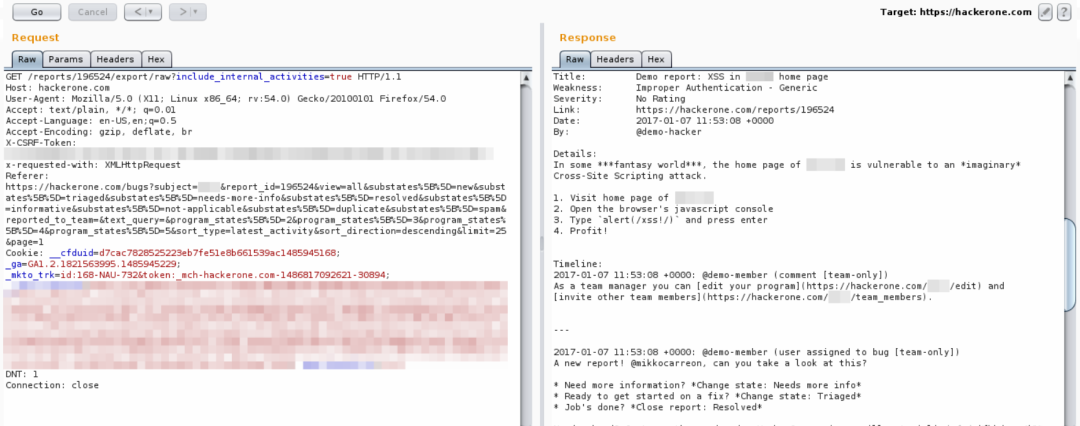 Go Cancel < | ▾ > | ▾ Target: https://hackerone.com ?
Request
Raw Params Headers Hex
GET /reports/196524/export/raw?include_internal_activities=true HTTP/1.1
Host: hackerone.com
User-Agent: Mozilla/5.0 (X11; Linux x86_64; rv:54.0) Gecko/20100101 Firefox/54.0
Accept: text/plain, */*; q=0.01
Accept-Language: en-US,en;q=0.5
Accept-Encoding: gzip, deflate, br
X-CSRF-Token:
x-requested-with: XMLHttpRequest
Referer:
https://hackerone.com/bugs?subject= &report_id=196524&view=all&substates%5B%5D=new&subst
ates%5B%5D=triaged&substates%5B%5D=needs-more-info&substates%5B%5D=resolved&substates%5B%5D
=informative&substates%5B%5D=not-applicable&substates%5B%5D=duplicate&substates%5B%5D=spam&
reported_to_team=&text_query=&program_states%5B%5D=2&program_states%5B%5D=3&program_states%
5B%5D=4&program_states%5B%5D=5&sort_type=latest_activity&sort_direction=descending&limit=25
&page=1
Cookie: __cfduid=d7cac7828525223eb7fe51e8b661539ac1485945168;
_ga=GA1.2.1821563995.1485945229;
_mkto_trk=id:168-NAU-732&token:_mch-hackerone.com-1486817092621-30894;
DNT: 1
Connection: close
Response
Raw Headers Hex
Title: Demo report: XSS in home page
Weakness: Improper Authentication - Generic
Severity: No Rating
Link: https://hackerone.com/reports/196524
Date: 2017-01-07 11:53:08 +0000
By: @demo-hacker
Details:
In some ***fantasy world***, the home page of is vulnerable to an *imaginary*
Cross-Site Scripting attack.
1. Visit home page of
2. Open the browser's javascript console
3. Type `alert(/xss!/)` and press enter
4. Profit!
Timeline:
2017-01-07 11:53:08 +0000: @demo-member (comment [team-only])
As a team manager you can [edit your program](https://hackerone.com/ /edit) and
[invite other team members](https://hackerone.com/ /team_members).
---
2017-01-07 11:53:08 +0000: @demo-member (user assigned to bug [team-only])
A new report! @mikkocarreon, can you take a look at this?
* Need more information? *Change state: Needs more info*
* Ready to get started on a fix? *Change state: Triaged*
* Job's done? *Close report: Resolved*